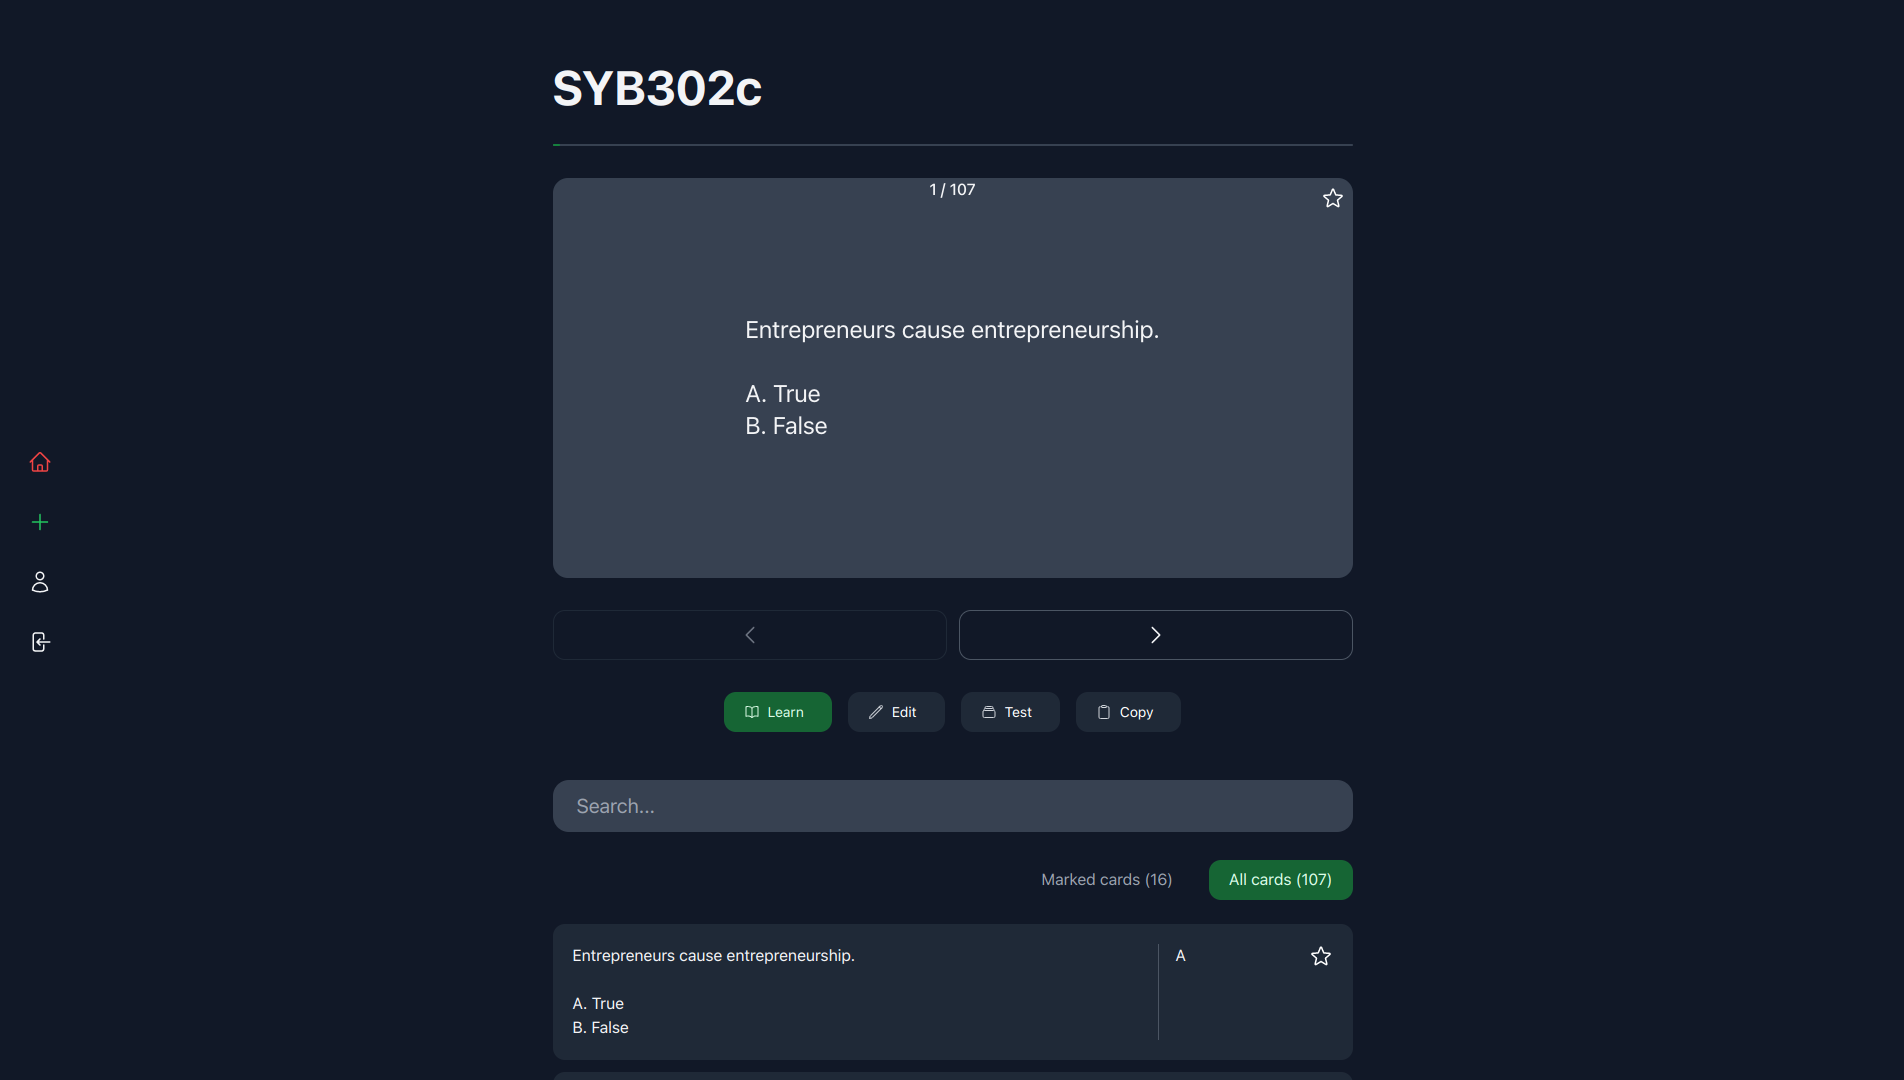 SYB302c
1 / 107
Entrepreneurs cause entrepreneurship.
A. True
B. False
Learn
Edit
Test
Copy
Search...
Marked cards (16)
All cards (107)
Entrepreneurs cause entrepreneurship.
A
A. True
B. False